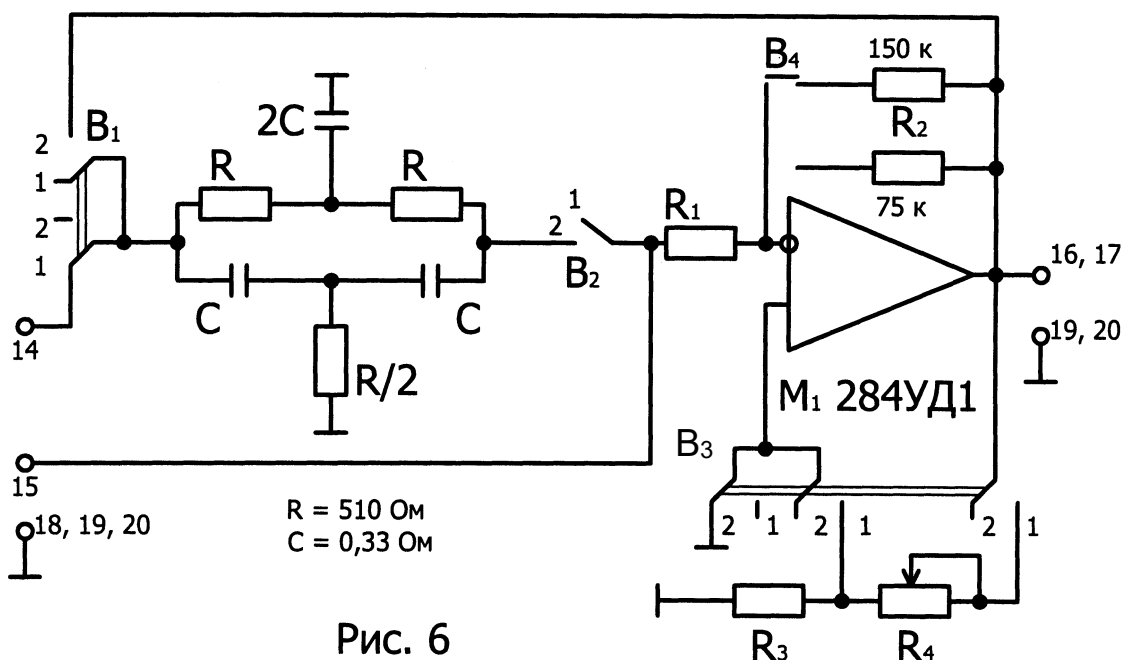 150 к
B4
R2
75 к
2
B1
1
2
1
2C
R
R
C
C
R/2
1
2
B2
R1
16, 17
19, 20
14
M1 284УД1
B3
15
18, 19, 20
R = 510 Ом
C = 0,33 Ом
2
1
2
1
2
1
R3
R4
Рис. 6